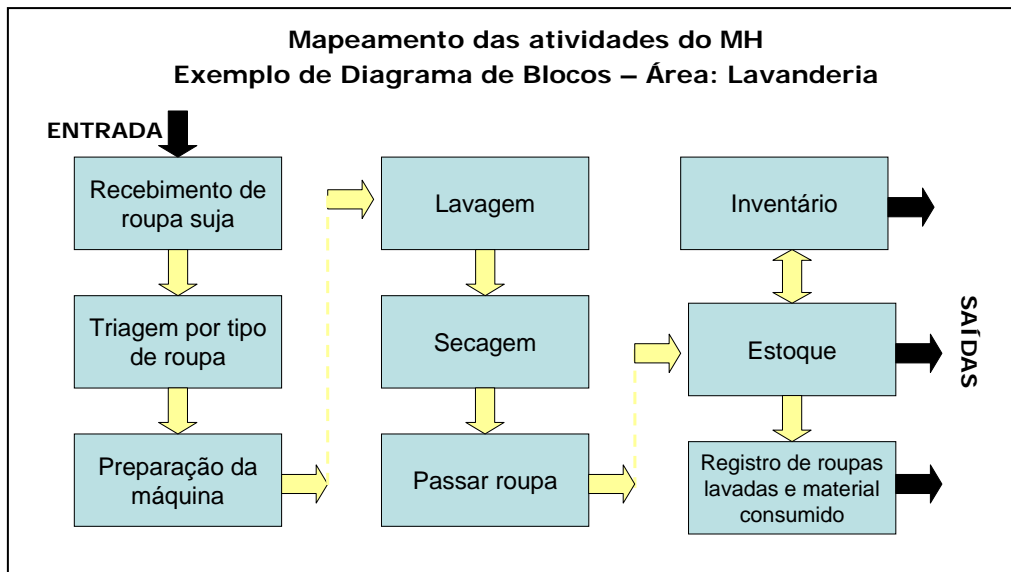 Mapeamento das atividades do MH
Exemplo de Diagrama de Blocos – Área: Lavanderia
ENTRADA
Recebimento de
roupa suja
Triagem por tipo
de roupa
Preparação da
máquina
Lavagem
Secagem
Passar roupa
Inventário
Estoque
Registro de roupas
lavadas e material
consumido
SAÍDAS